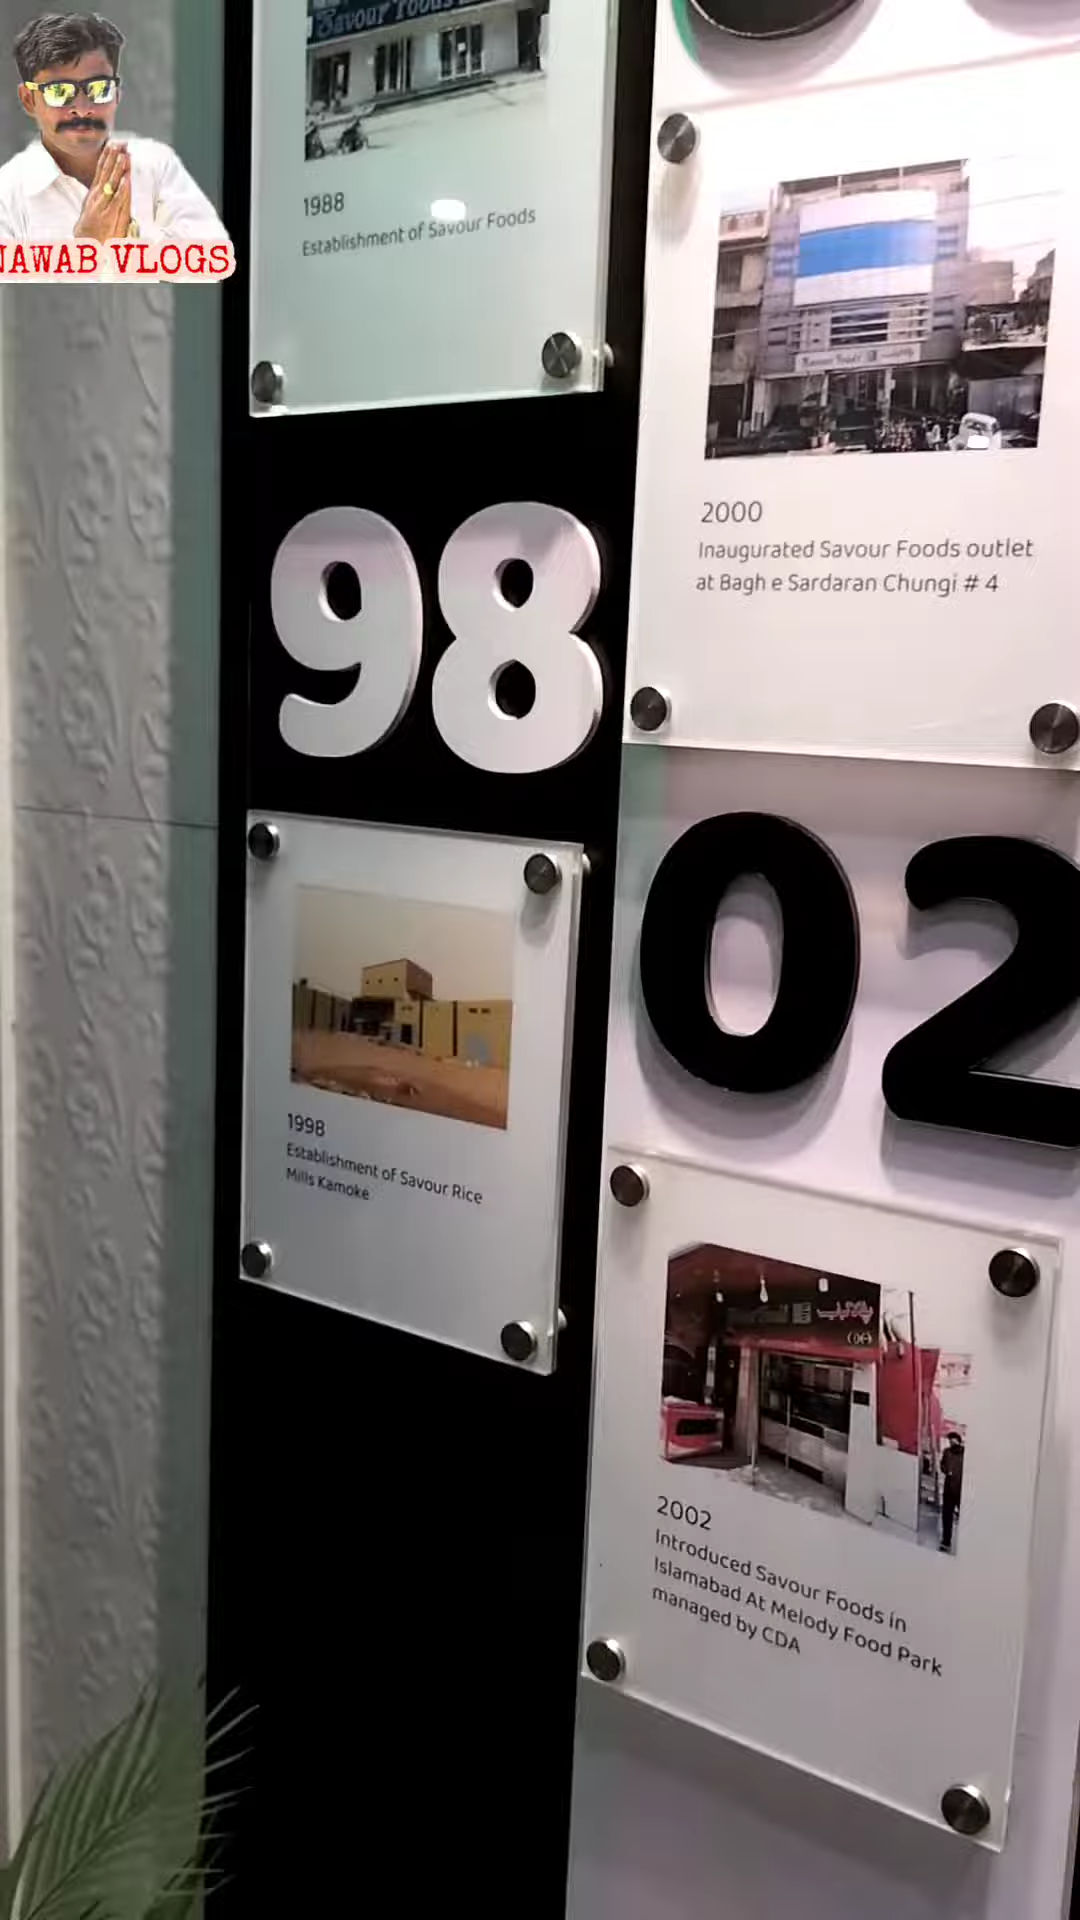 Savour Foods
NAWAB VLOGS
1988
Establishment of Savour Foods
98
1998
Establishment of Savour Rice
Mills Kamoke
2000
Inaugurated Savour Foods outlet
at Bagh e Sardaran Chungi # 4
02
2002
Introduced Savour Foods in
Islamabad At Melody Food Park
managed by CDA